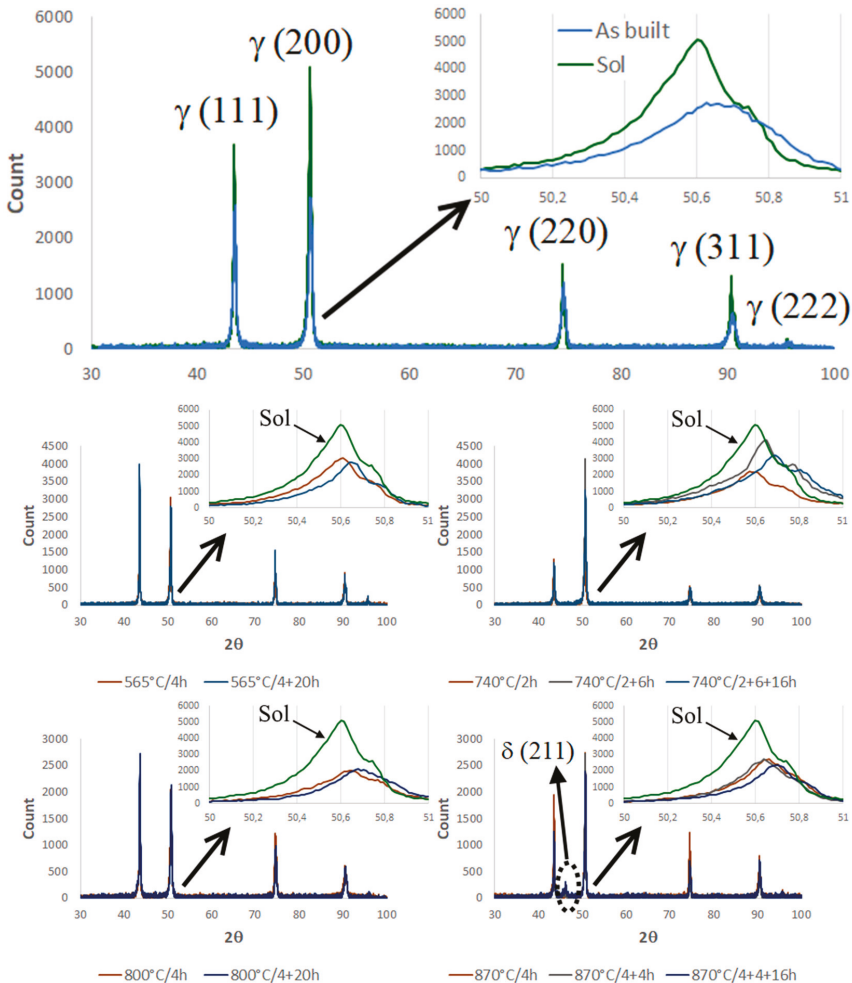 6000
5000
4000
3000
2000
1000
0
Count
30 40 50 60 70 80 90 100
γ (111)
γ (200)
γ (220)
γ (311)
γ (222)
6000
5000
4000
3000
2000
1000
0
50 50,2 50,4 50,6 50,8 51
As built
Sol
4500
4000
3500
3000
2500
2000
1500
1000
500
0
Count
30 40 50 60 70 80 90 100
2θ
6000
5000
4000
3000
2000
1000
0
50 50,2 50,4 50,6 50,8 51
Sol
565°C/4h 565°C/4+20h
4500
4000
3500
3000
2500
2000
1500
1000
500
0
Count
30 40 50 60 70 80 90 100
2θ
6000
5000
4000
3000
2000
1000
0
50 50,2 50,4 50,6 50,8 51
Sol
740°C/2h 740°C/2+6h 740°C/2+6+16h
3000
2500
2000
1500
1000
500
0
Count
30 40 50 60 70 80 90 100
2θ
6000
5000
4000
3000
2000
1000
0
50 50,2 50,4 50,6 50,8 51
Sol
800°C/4h 800°C/4+20h
3000
2500
2000
1500
1000
500
0
Count
30 40 50 60 70 80 90 100
2θ
δ (211)
6000
5000
4000
3000
2000
1000
0
50 50,2 50,4 50,6 50,8 51
Sol
870°C/4h 870°C/4+4h 870°C/4+4+16h